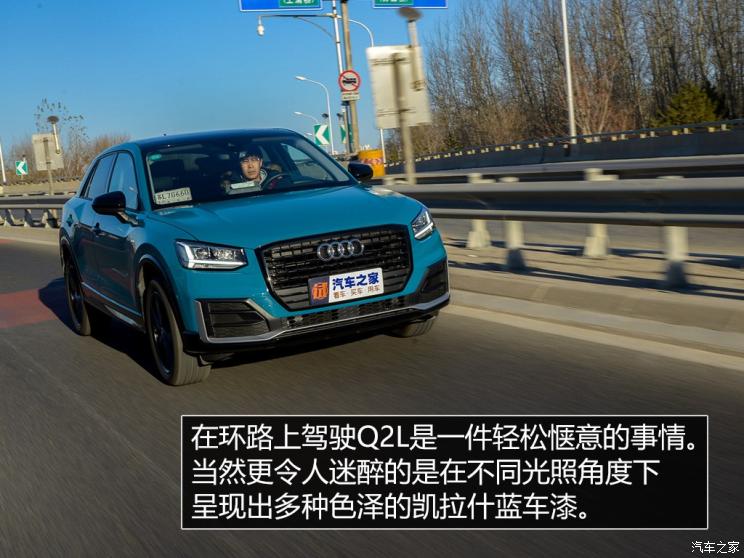 汽车之家
看车·买车·用车
在环路上驾驶Q2L是一件轻松惬意的事情。
当然更令人迷醉的是在不同光照角度下
呈现出多种色泽的凯拉什蓝车漆。
汽车之家